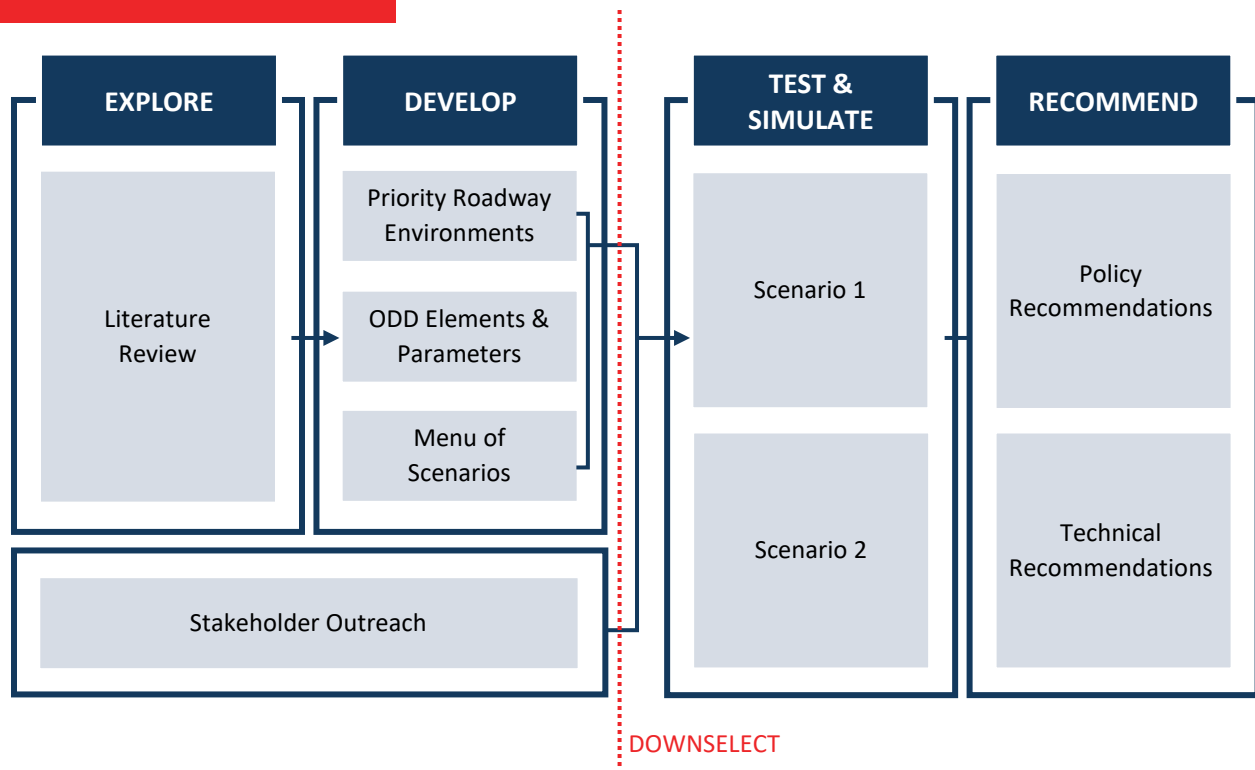 EXPLORE
Literature
Review
DEVELOP
Priority Roadway
Environments
ODD Elements &
Parameters
Menu of
Scenarios
Stakeholder Outreach
TEST &
SIMULATE
Scenario 1
Scenario 2
RECOMMEND
Policy
Recommendations
Technical
Recommendations
DOWNSELECT